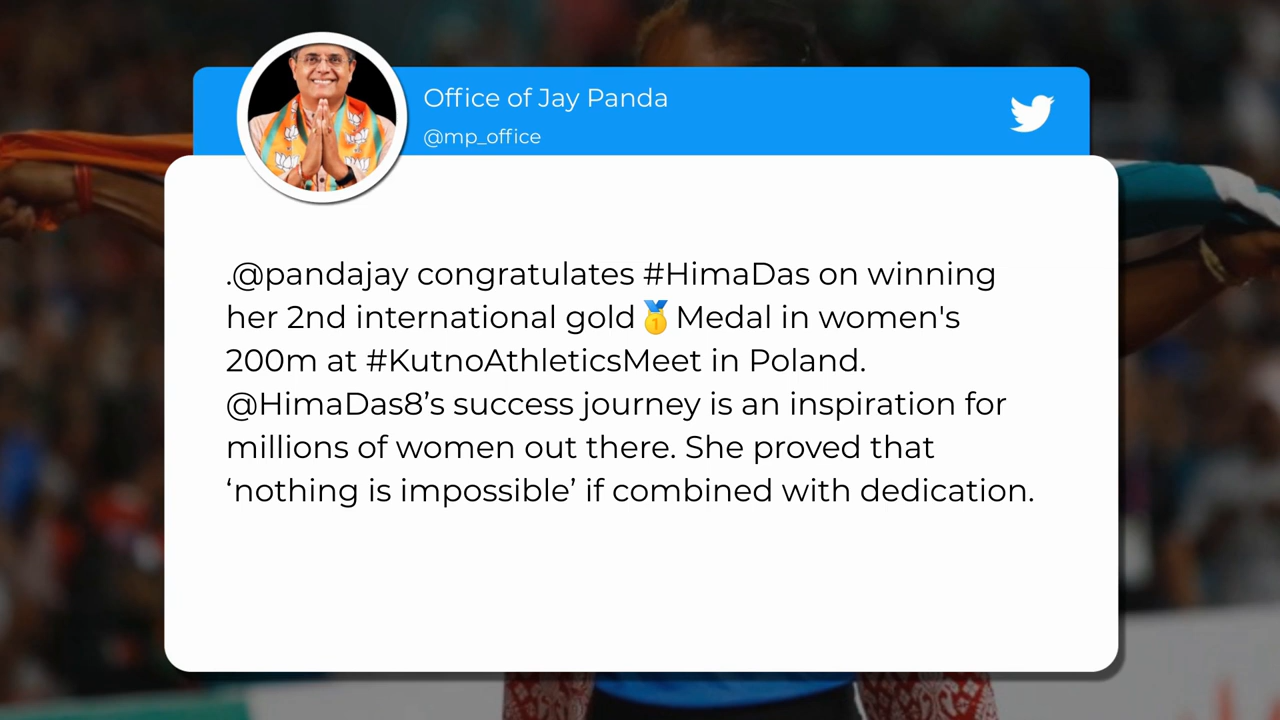 Office of Jay Panda
@mp_office
.@pandajay congratulates #HimaDas on winning
her 2nd international gold🥇Medal in women's
200m at #KutnoAthleticsMeet in Poland.
@HimaDas8’s success journey is an inspiration for
millions of women out there. She proved that
‘nothing is impossible’ if combined with dedication.